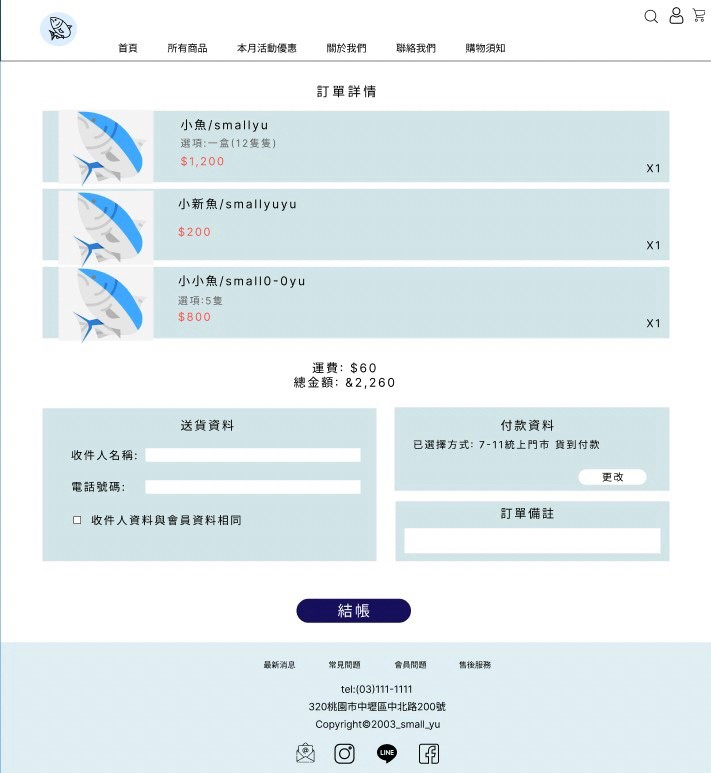 首頁 所有商品 本月活動優惠 關於我們 聯絡我們 購物須知
訂單詳情
小魚/smallyu
選項:一盒(12隻隻)
$1,200
X1
小新魚/smallyuyu
$200
X1
小小魚/small0-0yu
選項:5隻
$800
X1
運費: $60
總金額: &2,260
送貨資料
收件人名稱:
電話號碼:
收件人資料與會員資料相同
付款資料
已選擇方式: 7-11統上門市 貨到付款
更改
訂單備註
結帳
最新消息 常見問題 會員問題 售後服務
tel:(03)111-1111
320桃園市中壢區中北路200號
Copyright©2003_small_yu
LINE